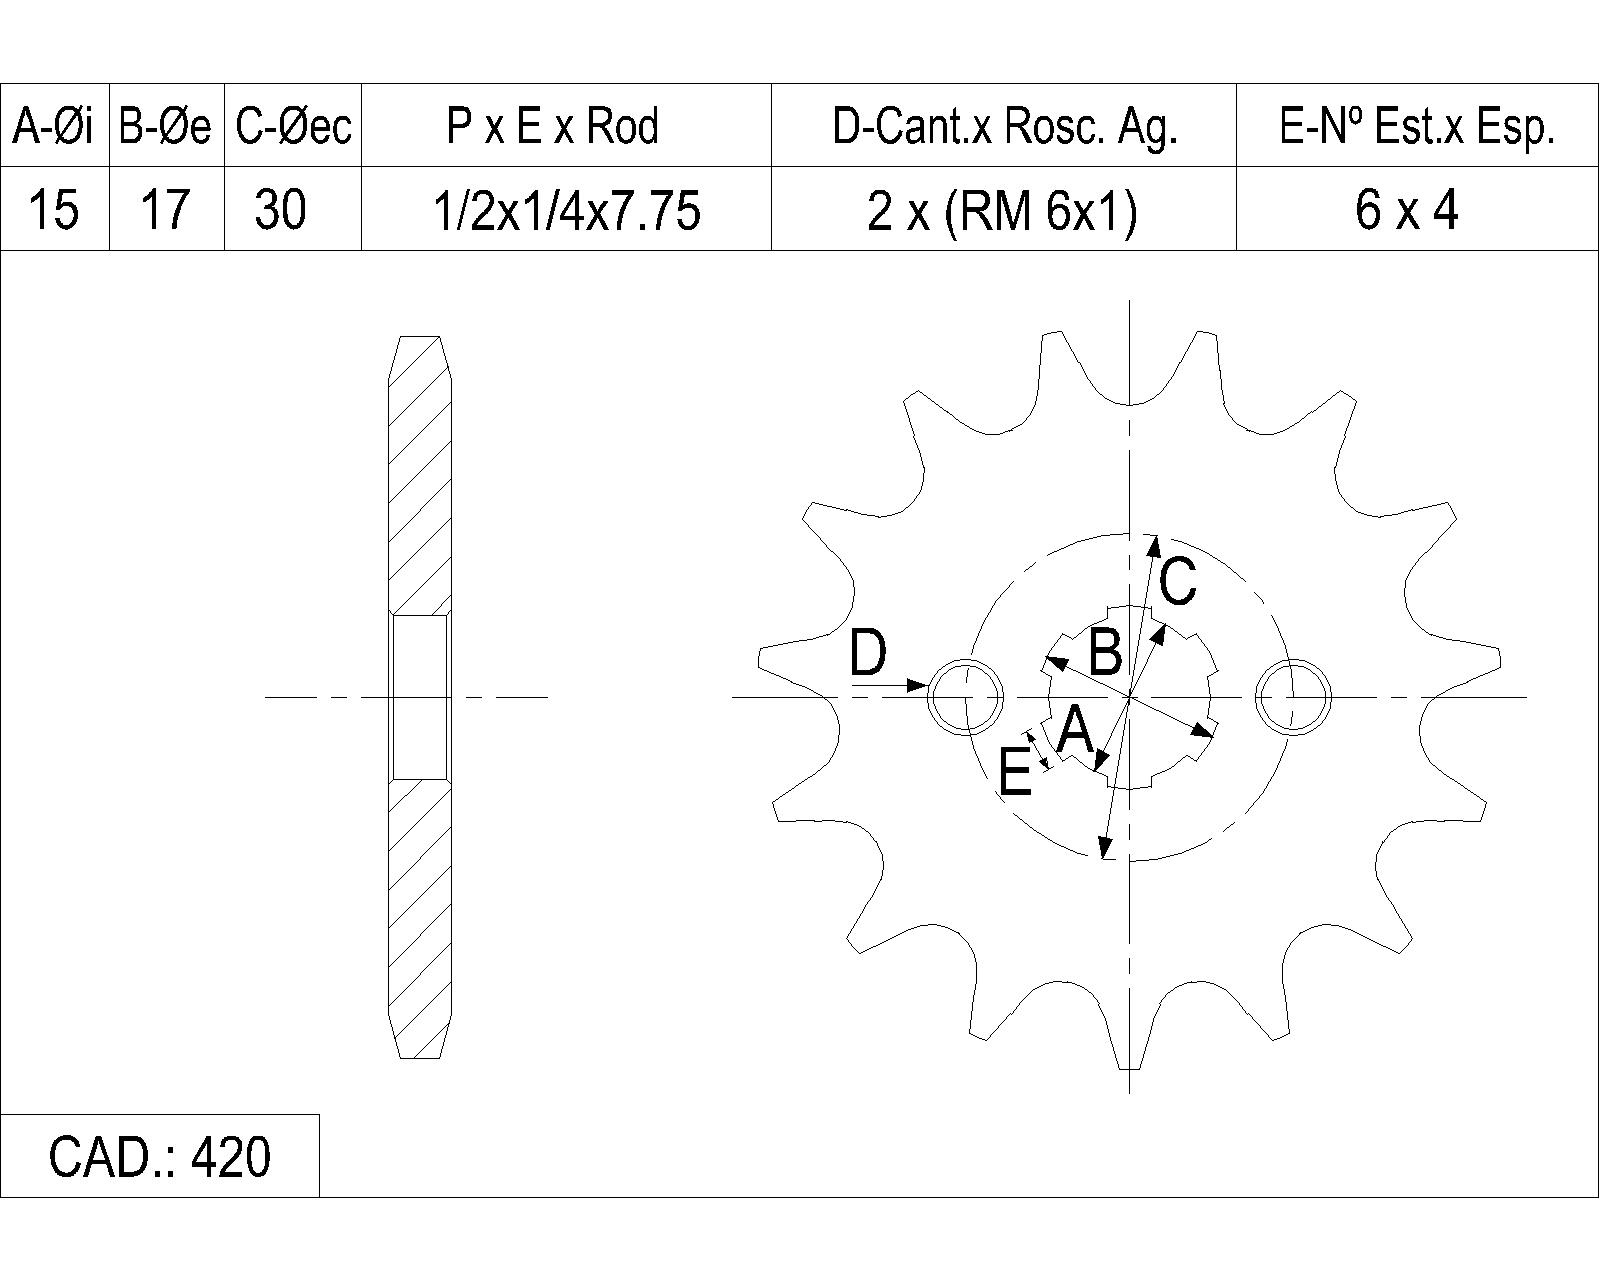 A-Øi B-Øe C-Øec P x E x Rod D-Cant.x Rosc. Ag. E-Nº Est.x Esp.
15 17 30 1/2x1/4x7.75 2 x (RM 6x1) 6 x 4
C
B
D
A
E
CAD.: 420